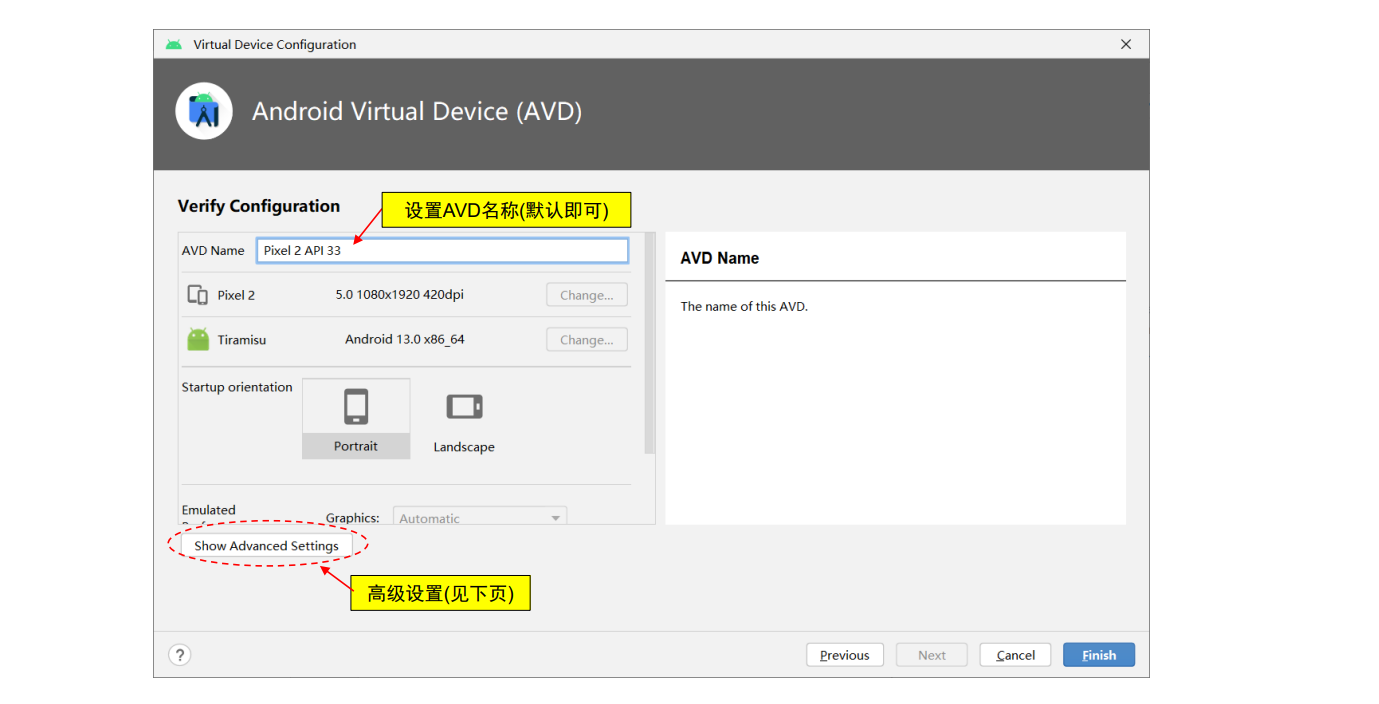 Virtual Device Configuration
Android Virtual Device (AVD)
Verify Configuration
设置AVD名称(默认即可)
AVD Name
Pixel 2 API 33
Pixel 2
5.0 1080x1920 420dpi
Change...
Tiramisu
Android 13.0 x86_64
Change...
Startup orientation
Portrait
Landscape
Emulated
Graphics:
Automatic
Show Advanced Settings
高级设置(见下页)
AVD Name
The name of this AVD.
?
Previous
Next
Cancel
Finish